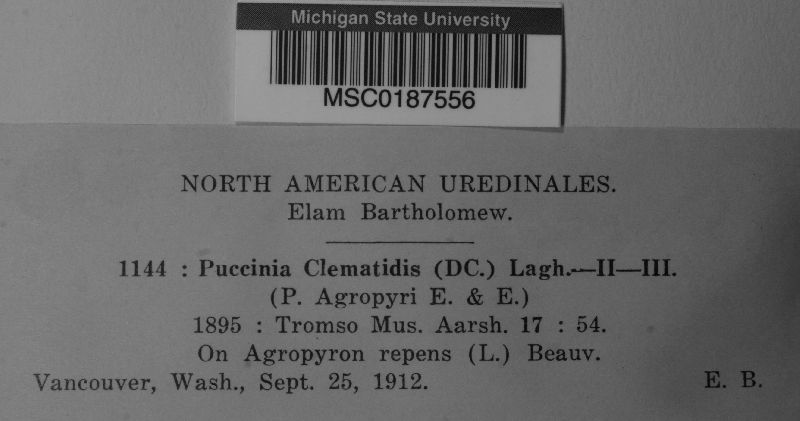 Michigan State University
MSC0187556
NORTH AMERICAN UREDINALES.
Elam Bartholomew.
1144 : Puccinia Clematidis (DC.) Lagh.—II—III.
(P. Agropyri E. & E.)
1895 : Tromso Mus. Aarsh. 17 : 54.
On Agropyron repens (L.) Beauv.
Vancouver, Wash., Sept. 25, 1912. E. B.